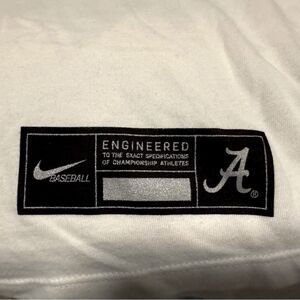 ENGINEERED
TO THE EXACT SPECIFICATIONS
OF CHAMPIONSHIP ATHLETES
BASEBALL
A
®